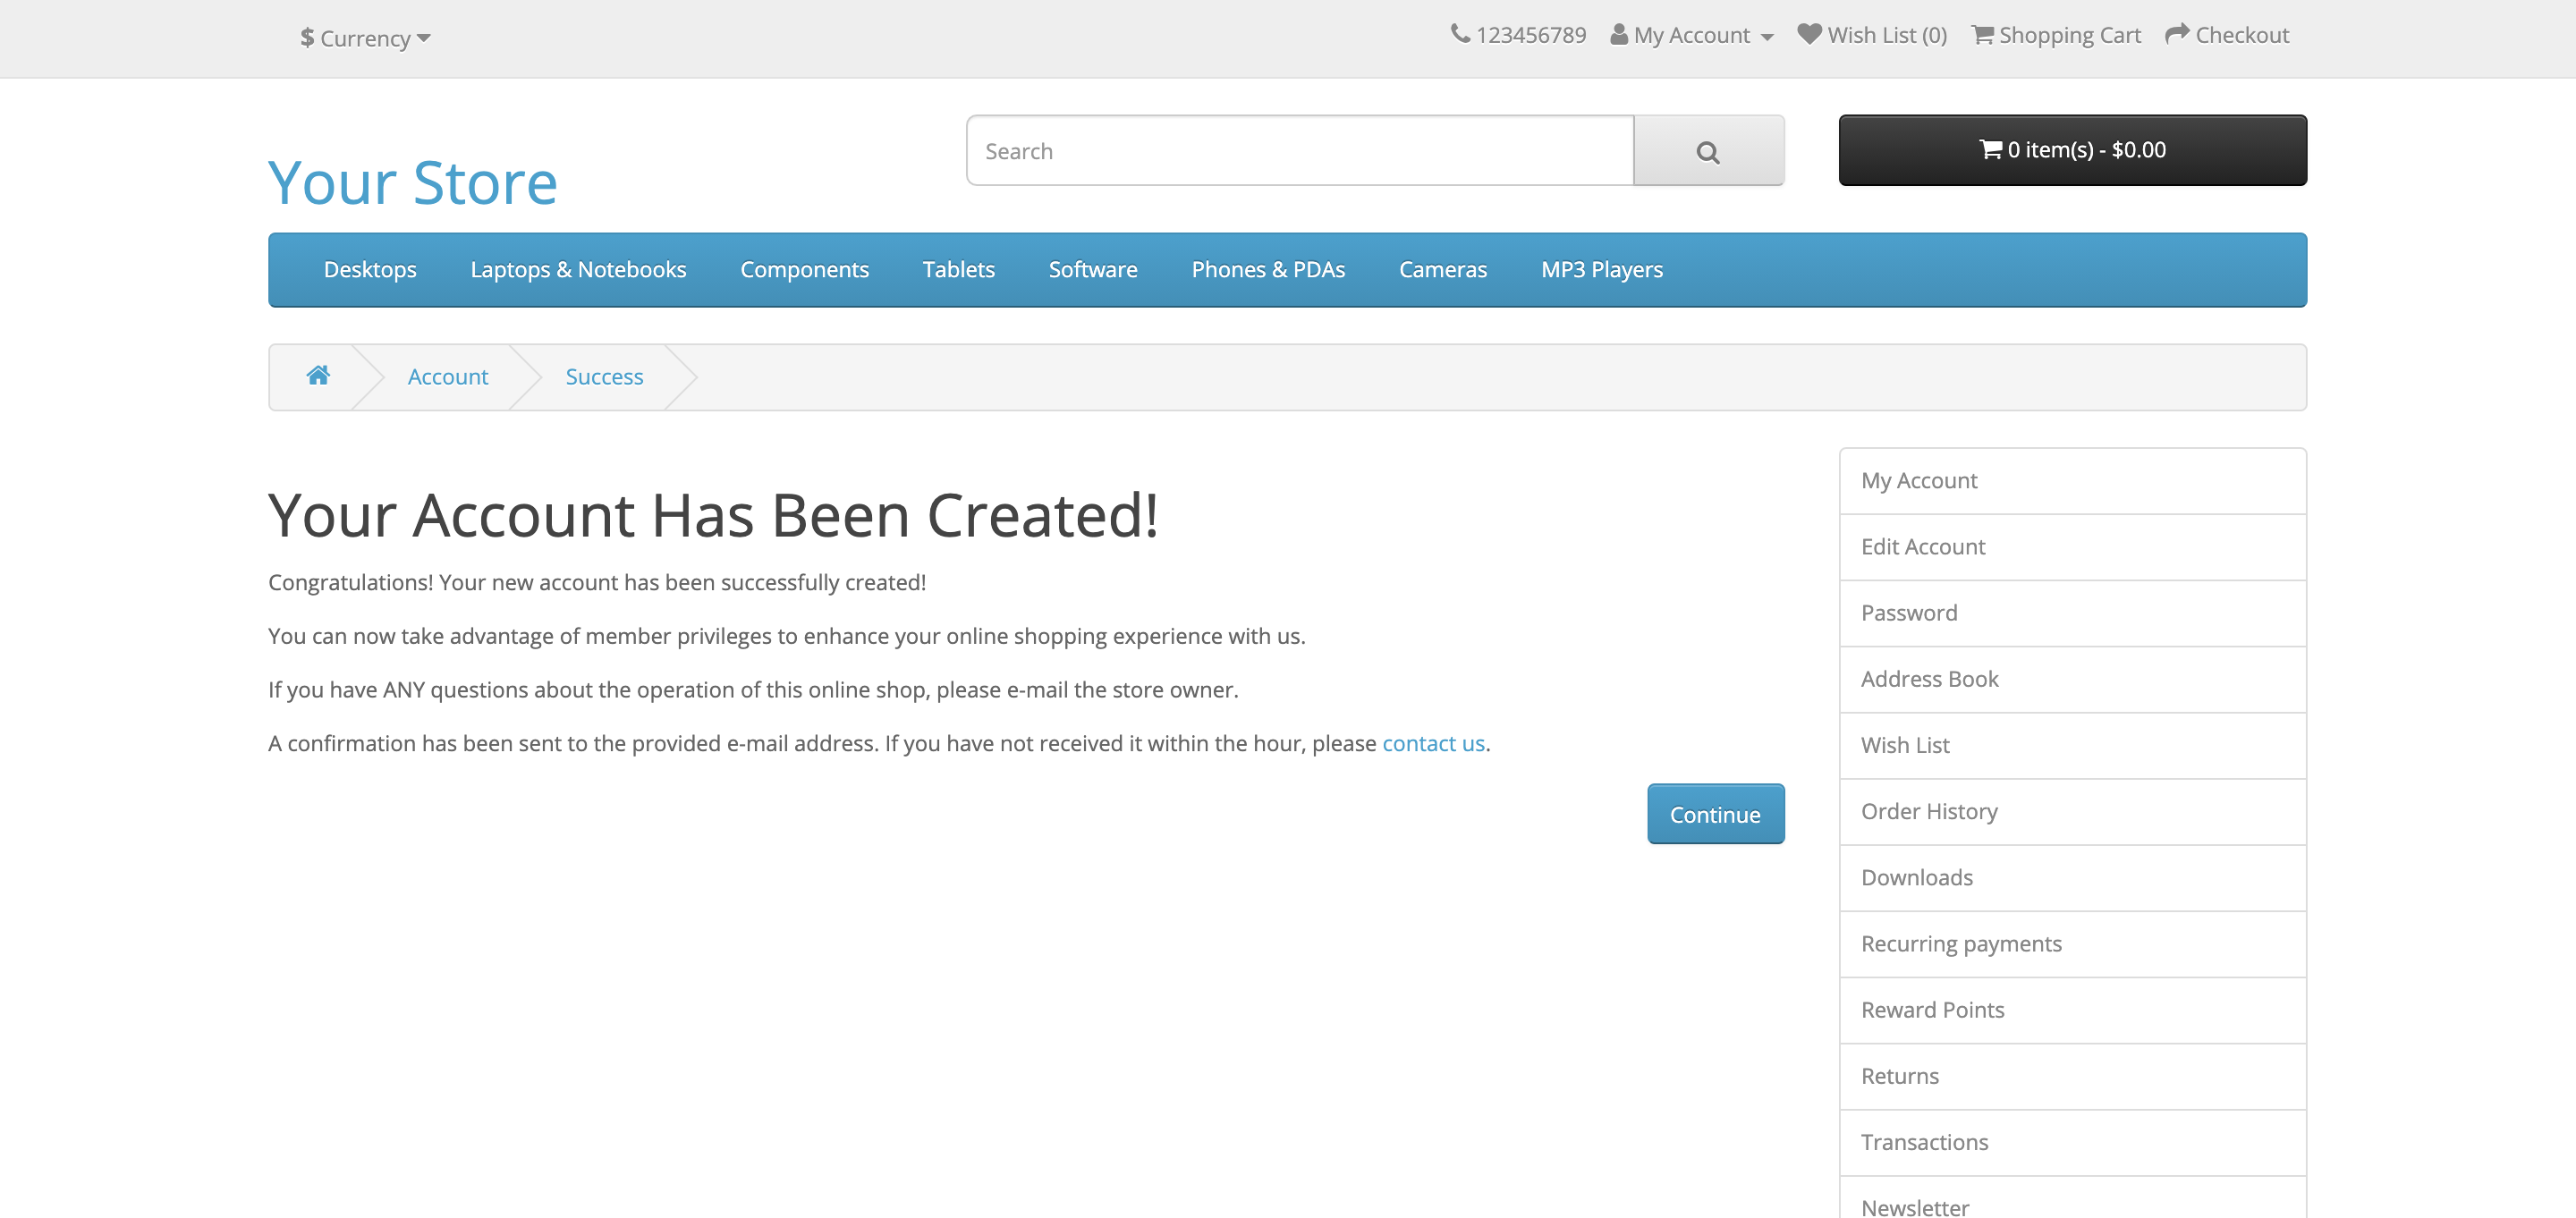 $ Currency
123456789 My Account Wish List (0) Shopping Cart Checkout
Your Store
Search
0 item(s) - $0.00
Desktops Laptops & Notebooks Components Tablets Software Phones & PDAs Cameras MP3 Players
Account Success
Your Account Has Been Created!
Congratulations! Your new account has been successfully created!
You can now take advantage of member privileges to enhance your online shopping experience with us.
If you have ANY questions about the operation of this online shop, please e-mail the store owner.
A confirmation has been sent to the provided e-mail address. If you have not received it within the hour, please contact us.
Continue
My Account
Edit Account
Password
Address Book
Wish List
Order History
Downloads
Recurring payments
Reward Points
Returns
Transactions
Newsletter